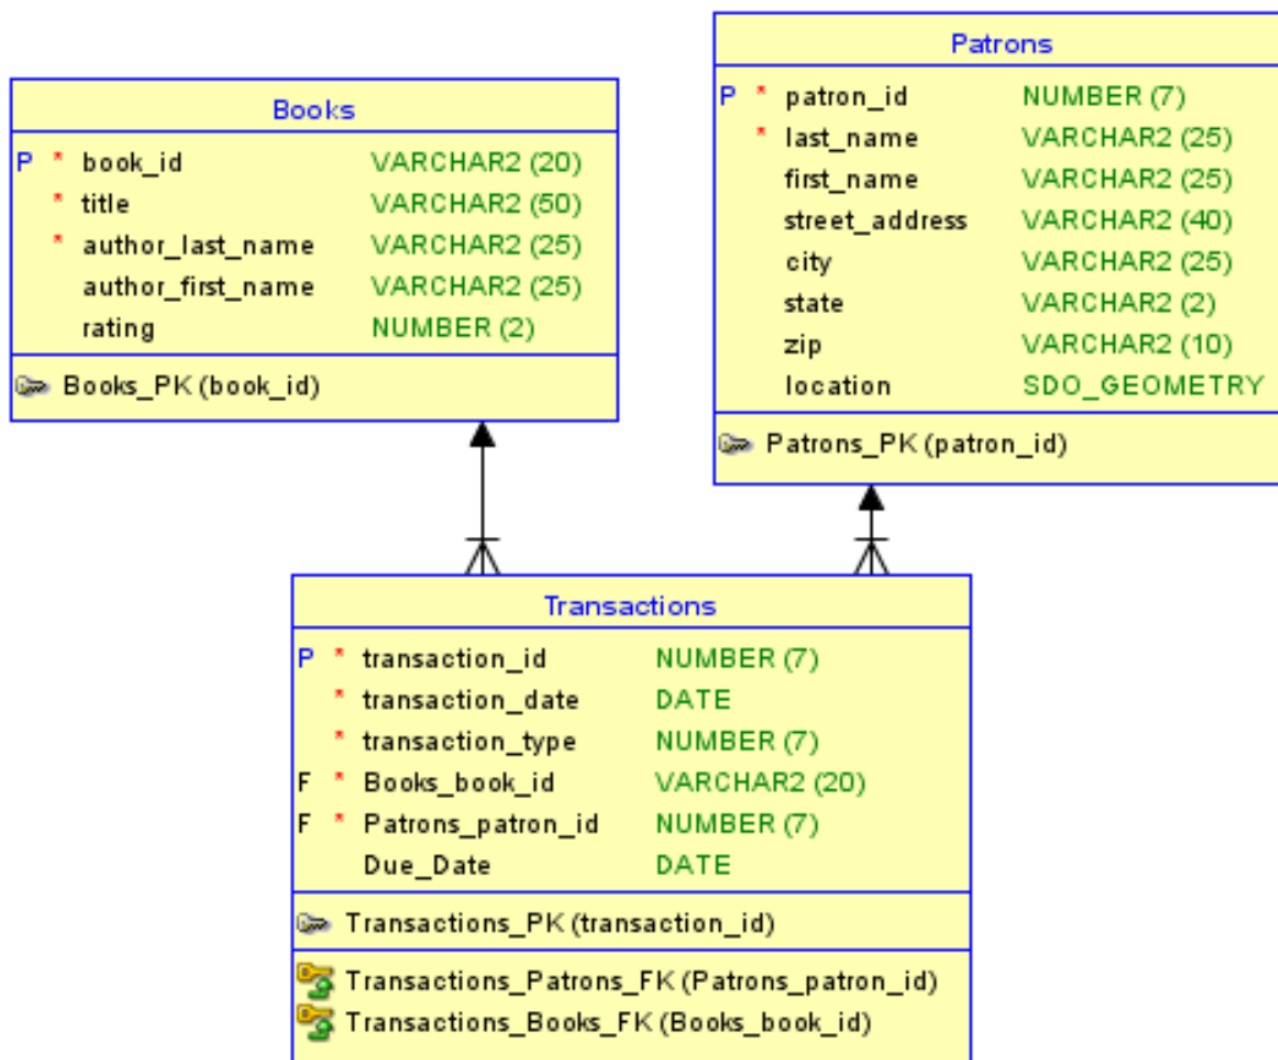 Books
P * book_id VARCHAR2 (20)
* title VARCHAR2 (50)
* author_last_name VARCHAR2 (25)
author_first_name VARCHAR2 (25)
rating NUMBER (2)
Books_PK (book_id)
Patrons
P * patron_id NUMBER (7)
* last_name VARCHAR2 (25)
first_name VARCHAR2 (25)
street_address VARCHAR2 (40)
city VARCHAR2 (25)
state VARCHAR2 (2)
zip VARCHAR2 (10)
location SDO_GEOMETRY
Patrons_PK (patron_id)
Transactions
P * transaction_id NUMBER (7)
* transaction_date DATE
* transaction_type NUMBER (7)
F * Books_book_id VARCHAR2 (20)
F * Patrons_patron_id NUMBER (7)
Due_Date DATE
Transactions_PK (transaction_id)
Transactions_Patrons_FK (Patrons_patron_id)
Transactions_Books_FK (Books_book_id)